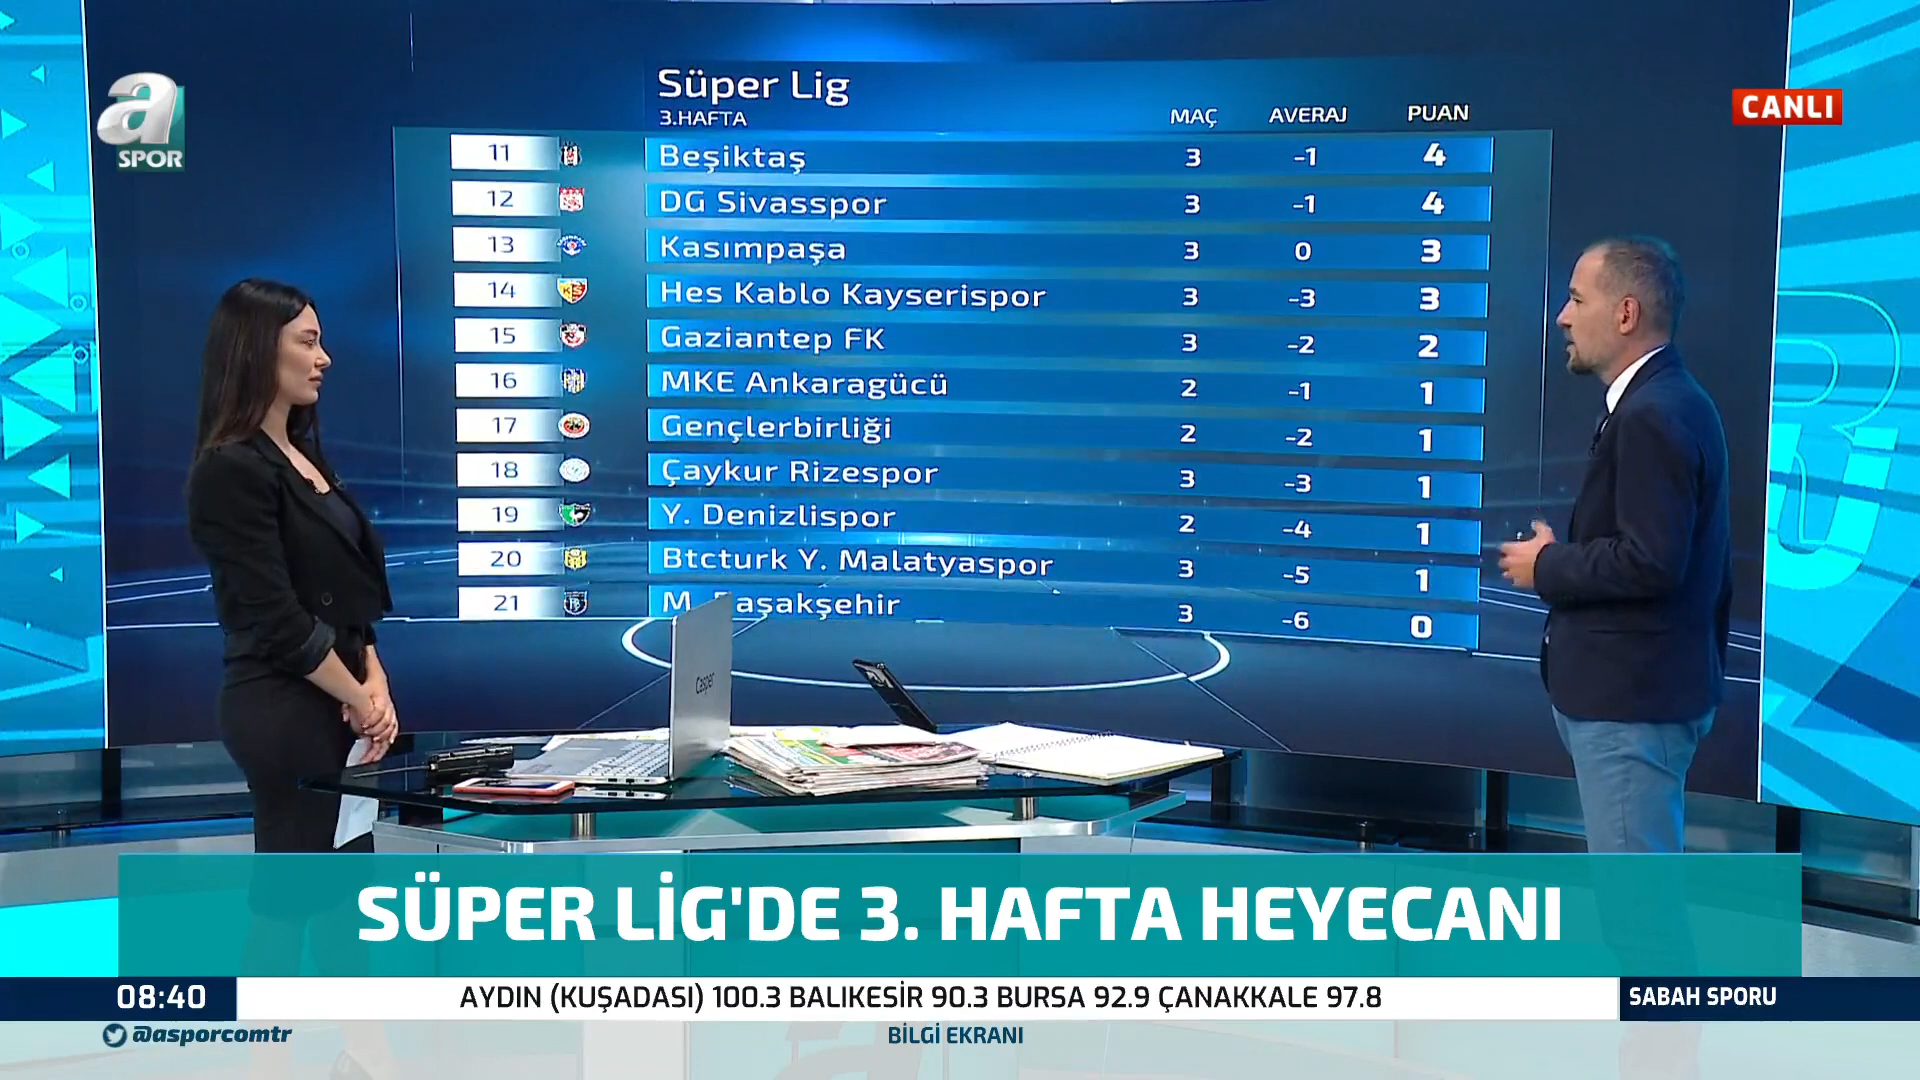 a
SPOR
CANLI
Süper Lig
3.HAFTA MAÇ AVERAJ PUAN
11 Beşiktaş 3 -1 4
12 DG Sivasspor 3 -1 4
13 Kasımpaşa 3 0 3
14 Hes Kablo Kayserispor 3 -3 3
15 Gaziantep FK 3 -2 2
16 MKE Ankaragücü 2 -1 1
17 Gençlerbirliği 2 -2 1
18 Çaykur Rizespor 3 -3 1
19 Y. Denizlispor 2 -4 1
20 Btcturk Y. Malatyaspor 3 -5 1
21 M. Başakşehir 3 -6 0
Casper
SÜPER LİG'DE 3. HAFTA HEYECANI
08:40 AYDIN (KUŞADASI) 100.3 BALIKESİR 90.3 BURSA 92.9 ÇANAKKALE 97.8 SABAH SPORU
@asporcomtr BİLGİ EKRANI